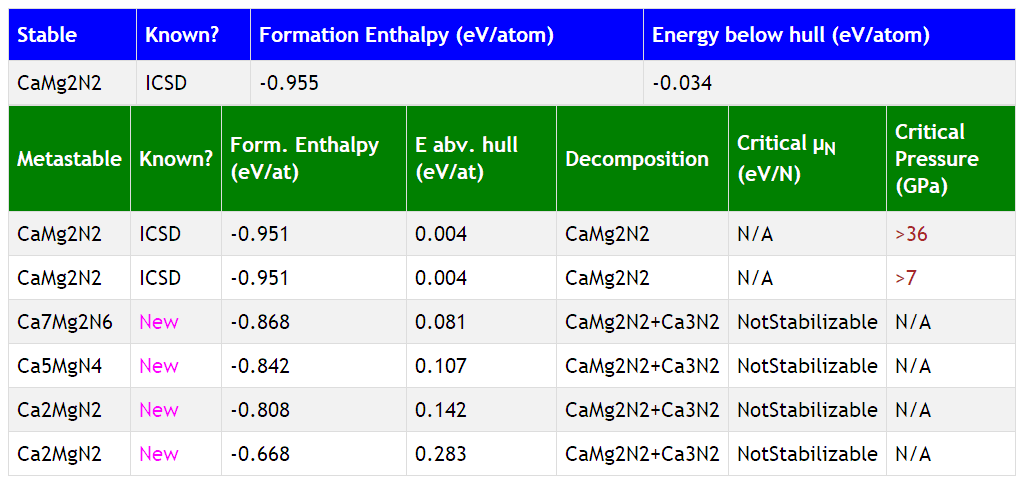 Stable Known? Formation Enthalpy (eV/atom) Energy below hull (eV/atom)
CaMg2N2 ICSD -0.955 -0.034
Metastable Known? Form. Enthalpy (eV/at) E abv. hull (eV/at) Decomposition Critical μN (eV/N) Critical Pressure (GPa)
CaMg2N2 ICSD -0.951 0.004 CaMg2N2 N/A >36
CaMg2N2 ICSD -0.951 0.004 CaMg2N2 N/A >7
Ca7Mg2N6 New -0.868 0.081 CaMg2N2+Ca3N2 NotStabilizable N/A
Ca5MgN4 New -0.842 0.107 CaMg2N2+Ca3N2 NotStabilizable N/A
Ca2MgN2 New -0.808 0.142 CaMg2N2+Ca3N2 NotStabilizable N/A
Ca2MgN2 New -0.668 0.283 CaMg2N2+Ca3N2 NotStabilizable N/A